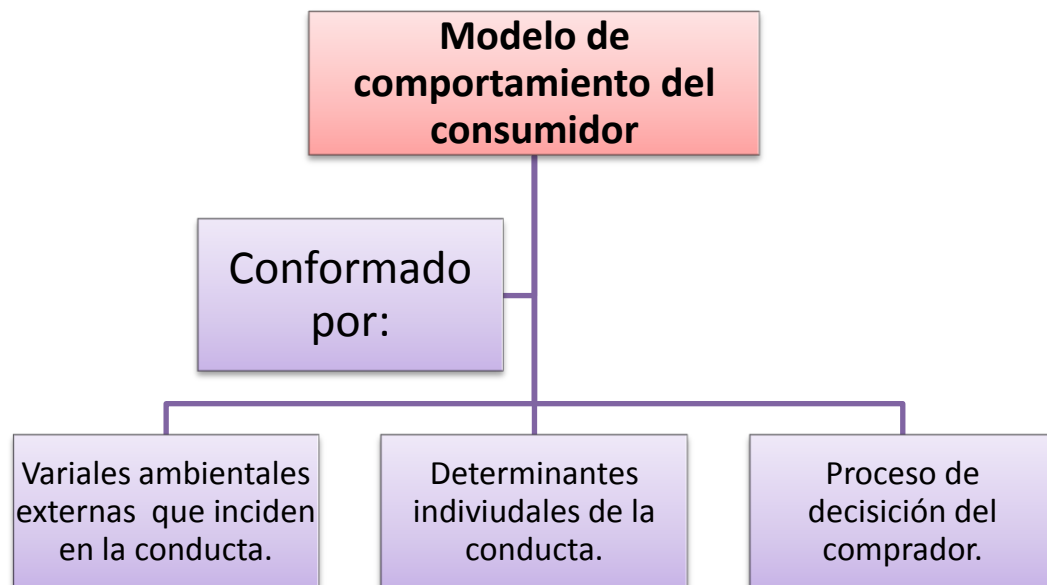 Modelo de
comportamiento del
consumidor
Conformado
por:
Variales ambientales
externas que inciden
en la conducta.
Determinantes
indiviudales de la
conducta.
Proceso de
decisición del
comprador.